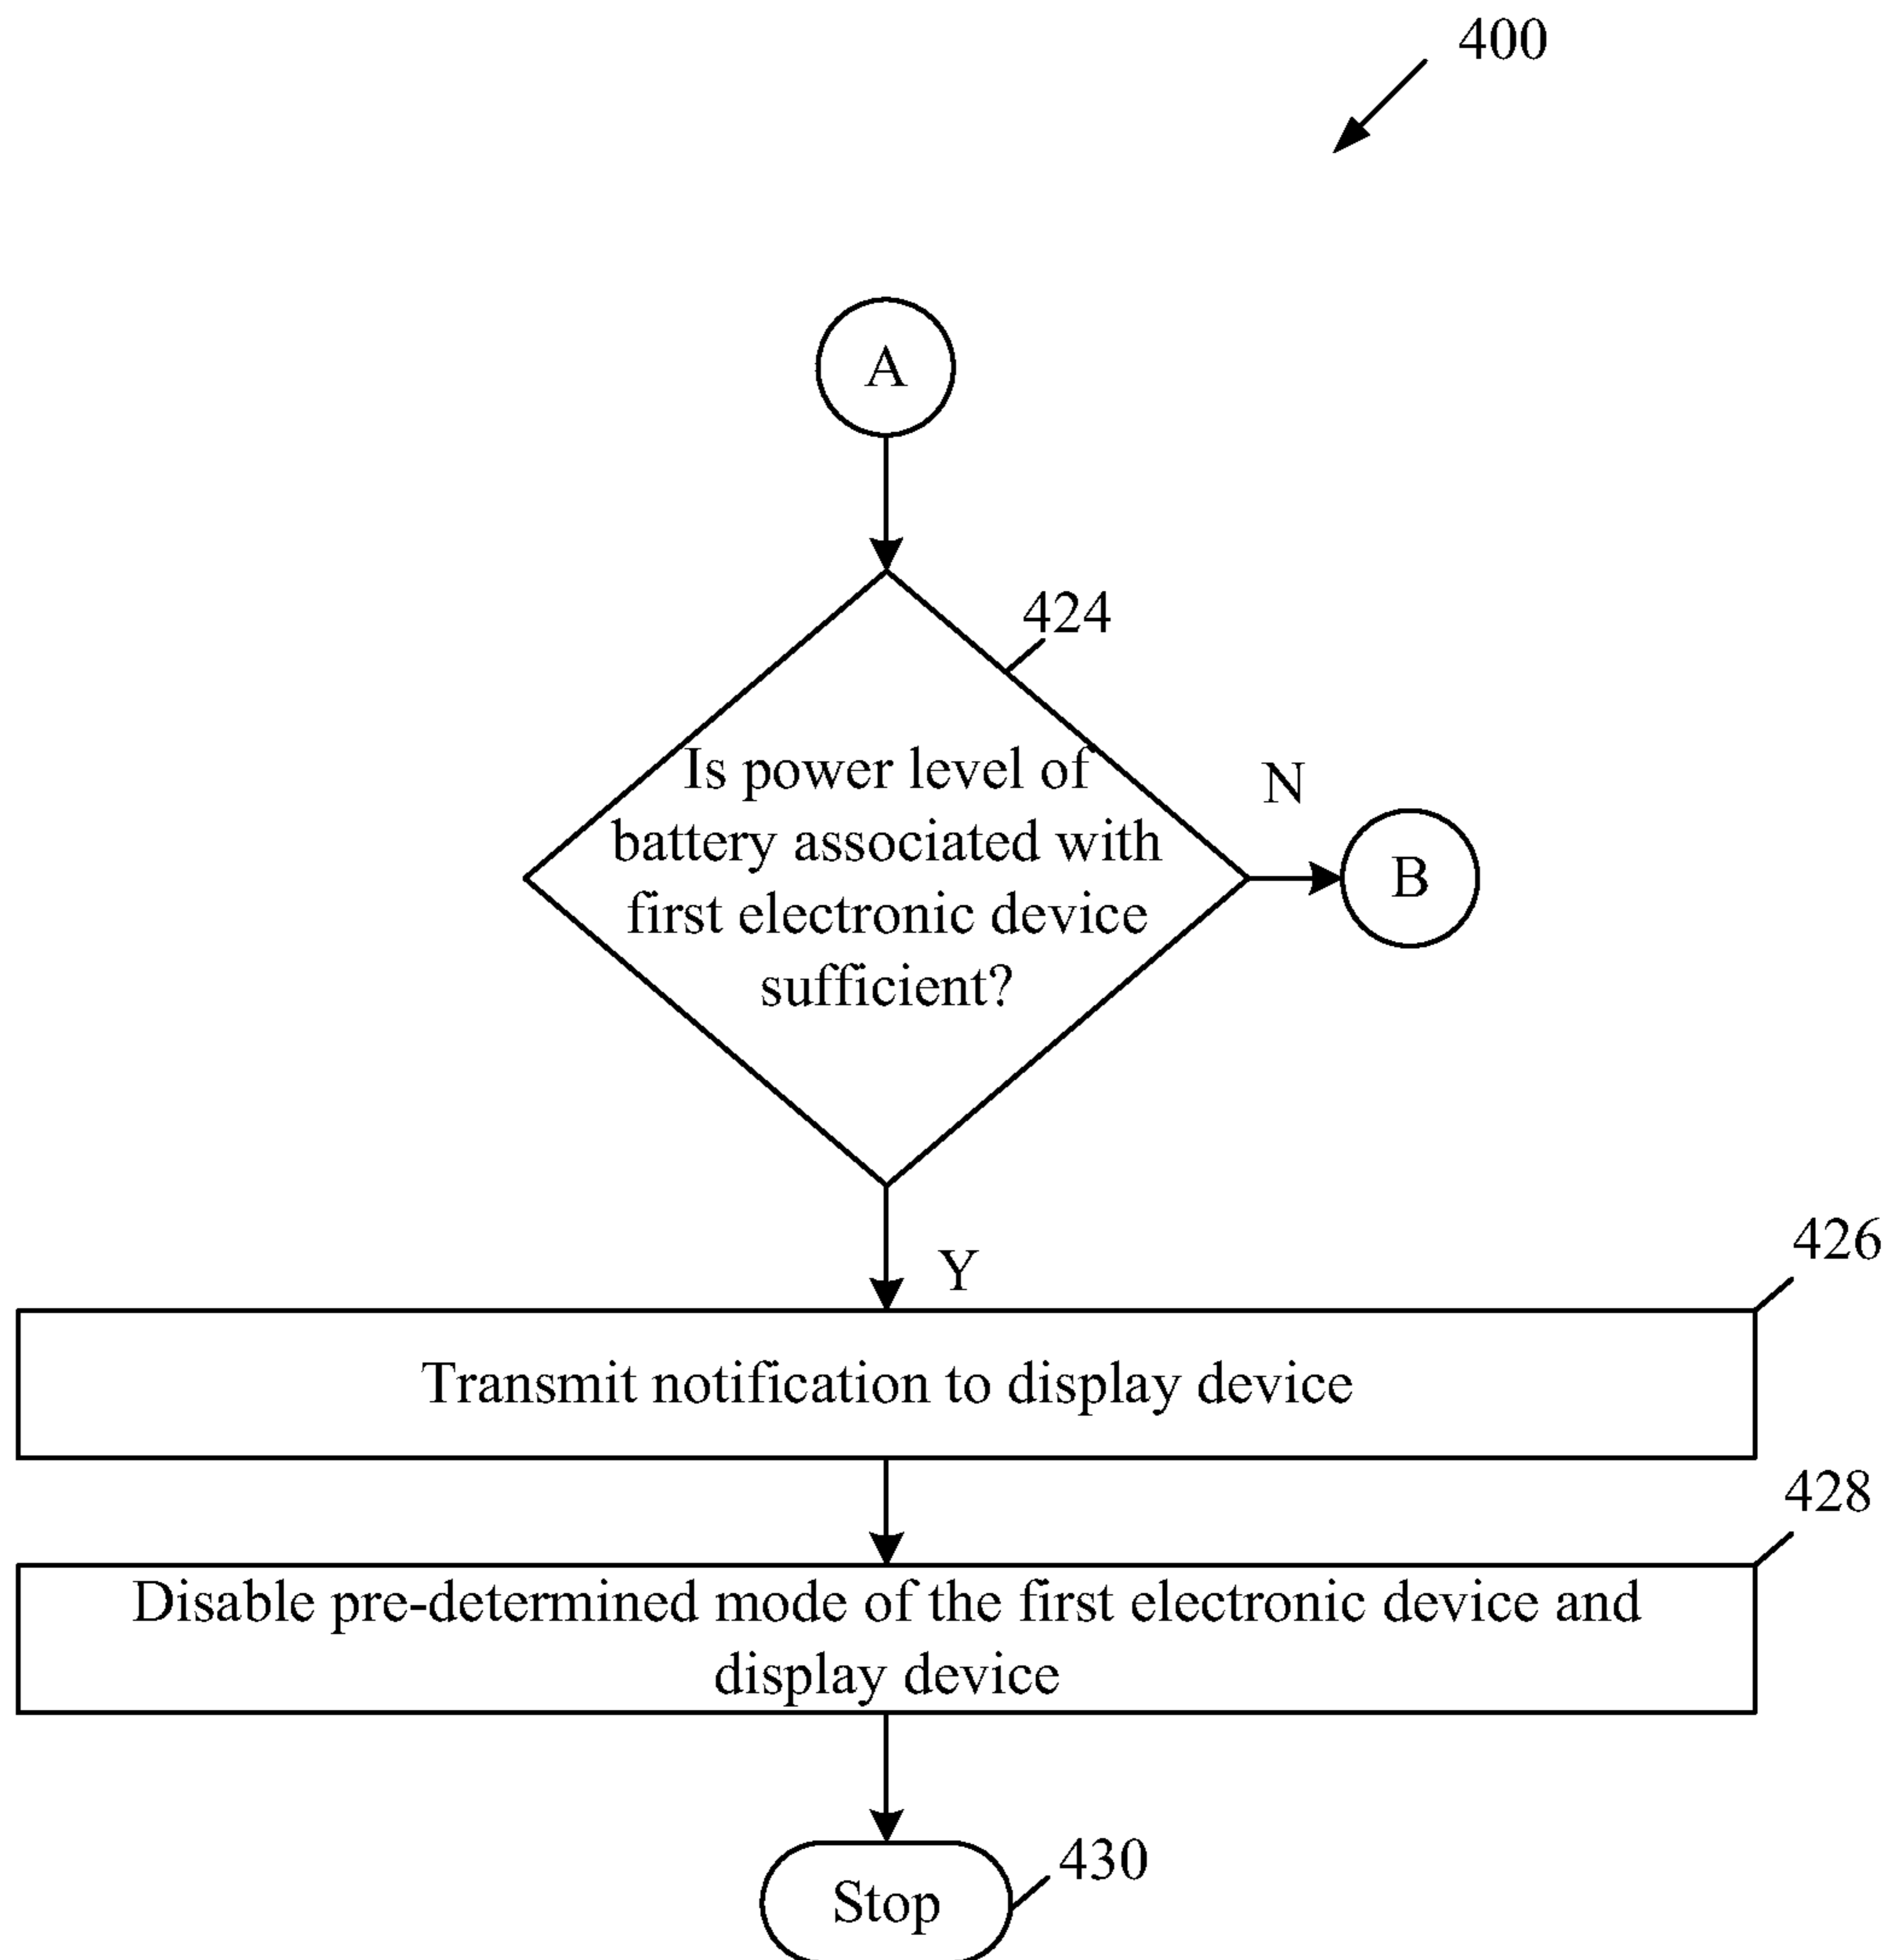 400
A
424
Is power level of
battery associated with
first electronic device
sufficient?
N
B
Y
426
Transmit notification to display device
428
Disable pre-determined mode of the first electronic device and
display device
430
Stop